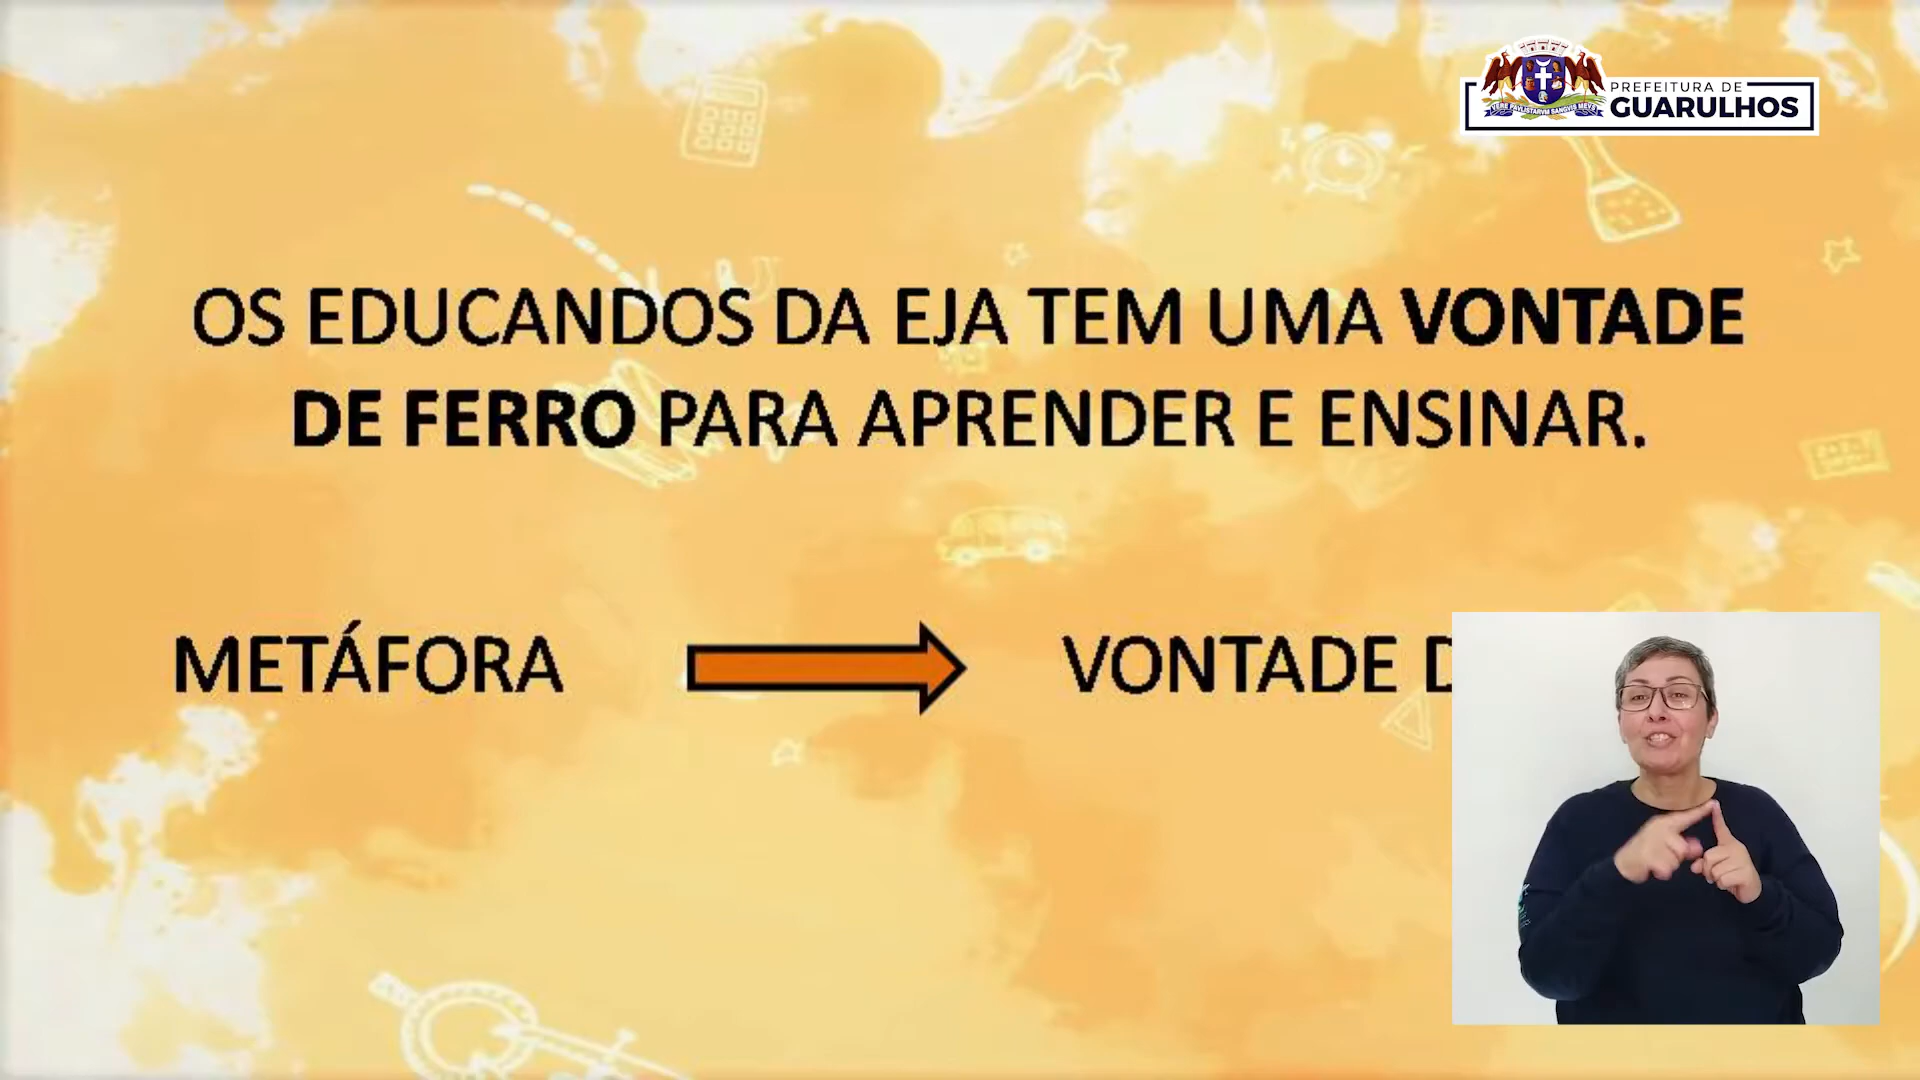 PREFEITURA DE
GUARULHOS
OS EDUCANDOS DA EJA TEM UMA VONTADE
DE FERRO PARA APRENDER E ENSINAR.
METÁFORA
VONTADE